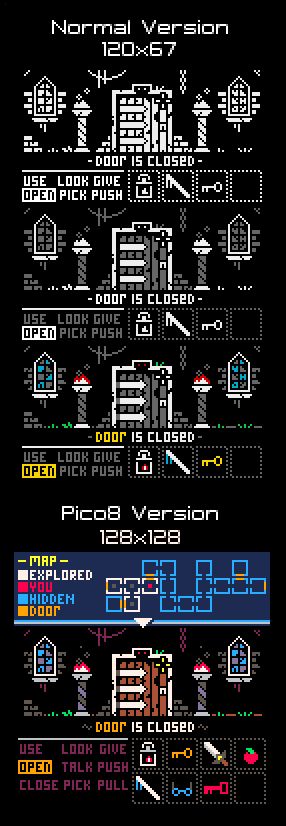 Normal Version
120x67
- DOOR IS CLOSED -
USE LOOK GIVE
OPEN PICK PUSH
- DOOR IS CLOSED -
USE LOOK GIVE
OPEN PICK PUSH
- DOOR IS CLOSED -
USE LOOK GIVE
OPEN PICK PUSH
Pico8 Version
128x128
- MAP -
EXPLORED
YOU
HIDDEN
DOOR
- DOOR IS CLOSED -
USE LOOK GIVE
OPEN TALK PUSH
CLOSE PICK PULL